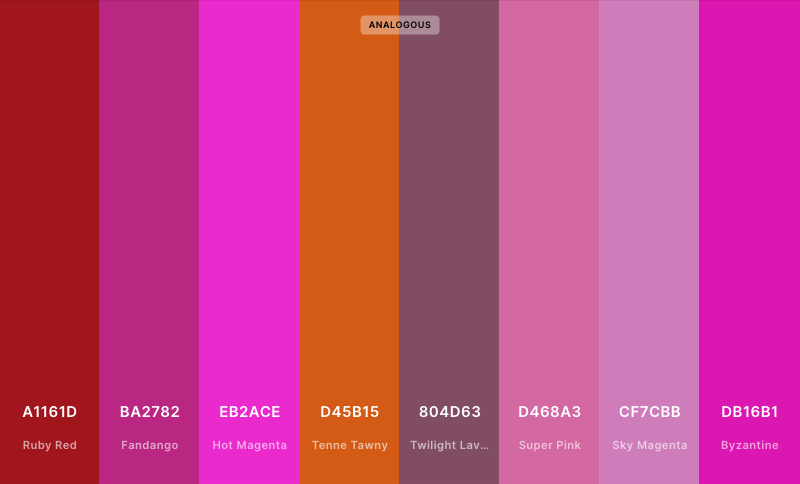 ANALOGOUS
A1161D BA2782 EB2ACE D45B15 804D63 D468A3 CF7CBB DB16B1
Ruby Red Fandango Hot Magenta Tenne Tawny Twilight Lav... Super Pink Sky Magenta Byzantine